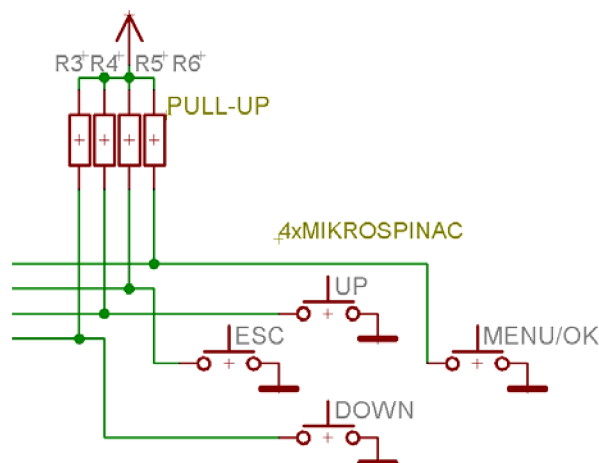 R3 R4 R5 R6
PULL-UP
4xMIKROSPINAC
UP
ESC
MENU/OK
DOWN